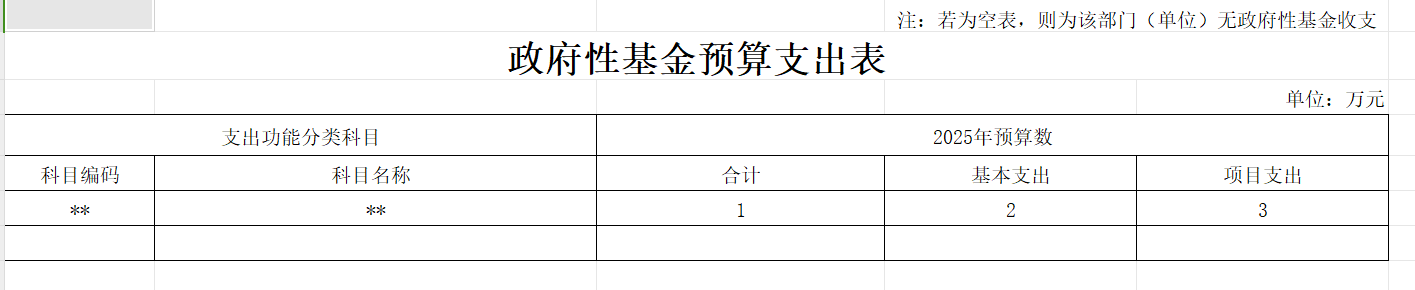 注：若为空表，则为该部门（单位）无政府性基金收支
政府性基金预算支出表
单位：万元
支出功能分类科目 2025年预算数
科目编码 科目名称 合计 基本支出 项目支出
** ** 1 2 3